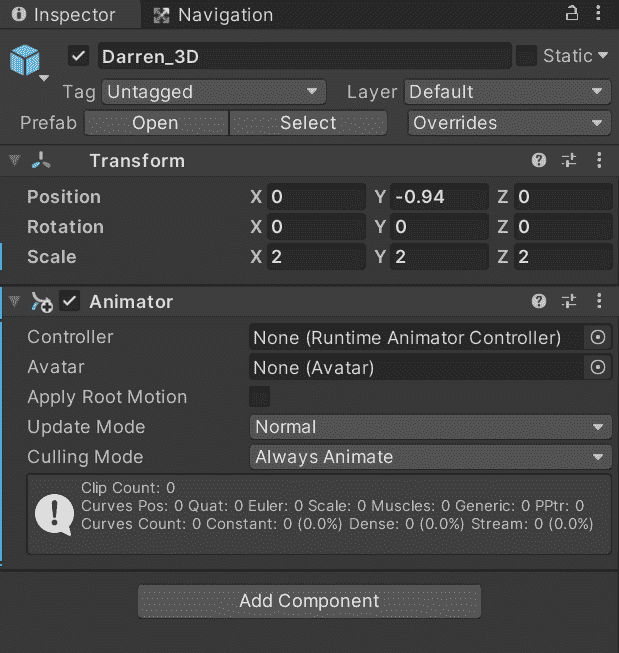 Inspector Navigation
Darren_3D Static
Tag Untagged Layer Default
Prefab Open Select Overrides
Transform
Position X 0 Y -0.94 Z 0
Rotation X 0 Y 0 Z 0
Scale X 2 Y 2 Z 2
Animator
Controller None (Runtime Animator Controller)
Avatar None (Avatar)
Apply Root Motion
Update Mode Normal
Culling Mode Always Animate
Clip Count: 0
Curves Pos: 0 Quat: 0 Euler: 0 Scale: 0 Muscles: 0 Generic: 0 PPtr: 0
Curves Count: 0 Constant: 0 (0.0%) Dense: 0 (0.0%) Stream: 0 (0.0%)
Add Component